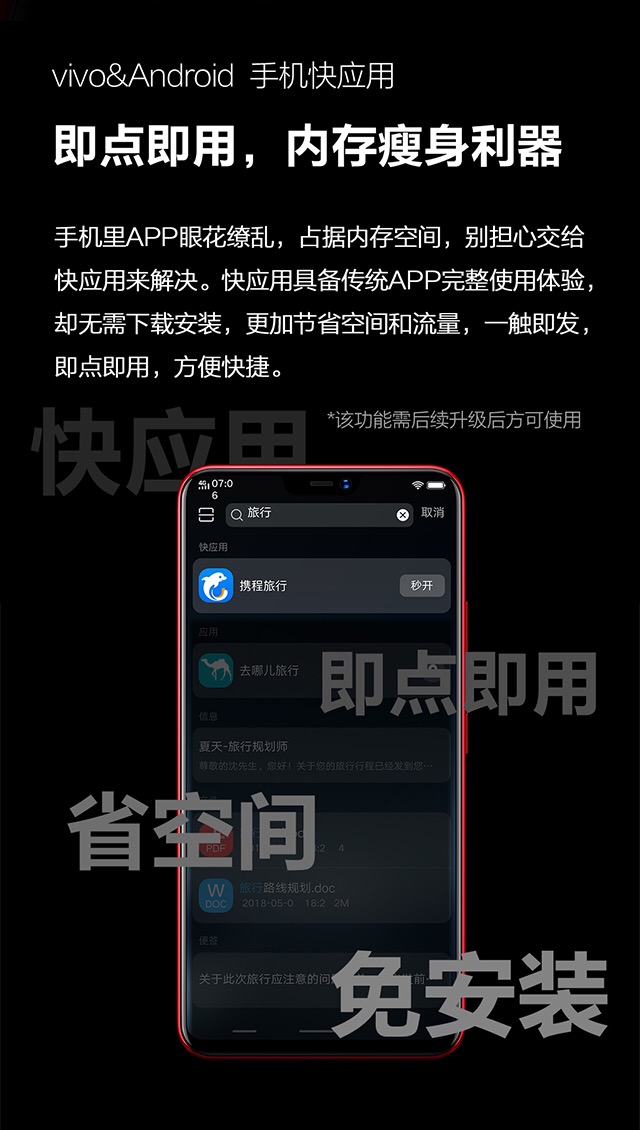 vivo&Android 手机快应用
即点即用，内存瘦身利器
手机里APP眼花缭乱，占据内存空间，别担心交给
快应用来解决。快应用具备传统APP完整使用体验，
却无需下载安装，更加节省空间和流量，一触即发，
即点即用，方便快捷。
快应用
*该功能需后续升级后方可使用
4G 07:0
6
旅行
取消
快应用
携程旅行
秒开
应用
去哪儿旅行
即点即用
信息
夏天-旅行规划师
尊敬的沈先生，您好！关于您的旅行行程已经发到您…
省空间
PDF
4
W
DOC
旅行路线规划.doc
2018-05-0 18:2 2M
便签
关于此次旅行应注意的问
前…
免安装